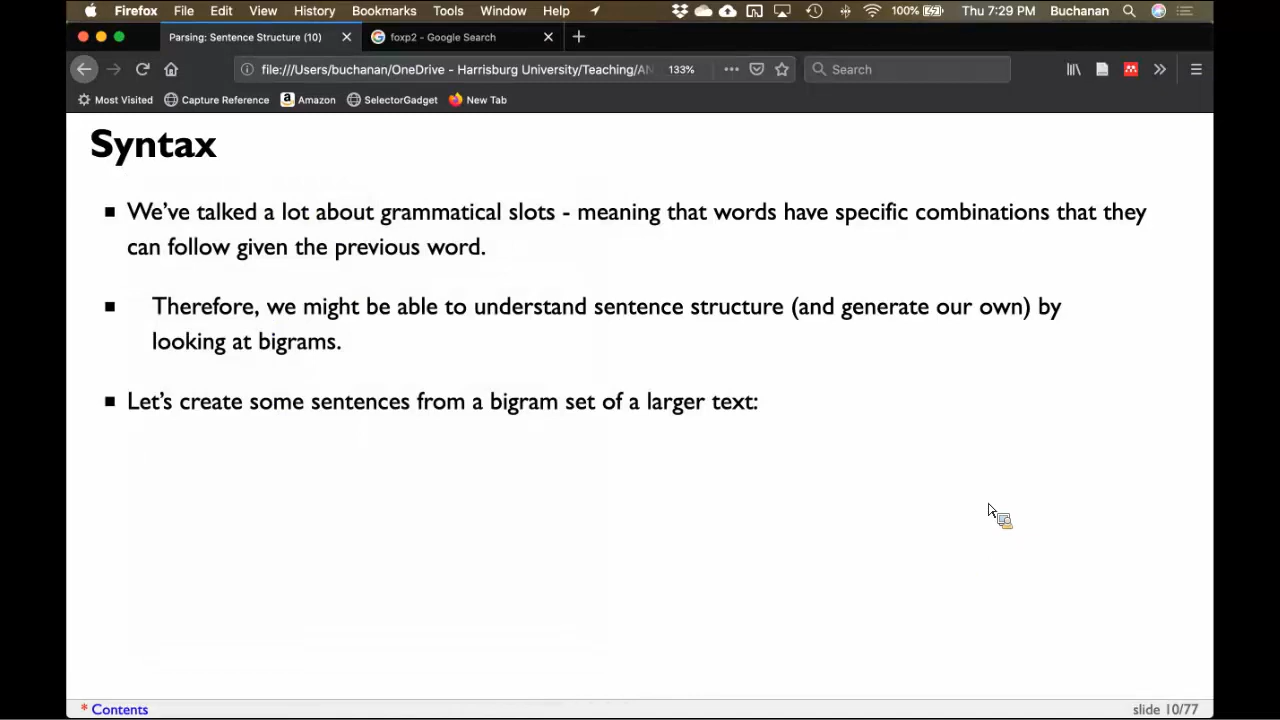 Firefox File Edit View History Bookmarks Tools Window Help 100% Thu 7:29 PM Buchanan
Parsing: Sentence Structure (10) foxp2 - Google Search
file:///Users/buchanan/OneDrive - Harrisburg University/Teaching/AN 133% Search
Most Visited Capture Reference Amazon SelectorGadget New Tab
Syntax
We've talked a lot about grammatical slots - meaning that words have specific combinations that they
can follow given the previous word.
Therefore, we might be able to understand sentence structure (and generate our own) by
looking at bigrams.
Let's create some sentences from a bigram set of a larger text:
* Contents slide 10/77